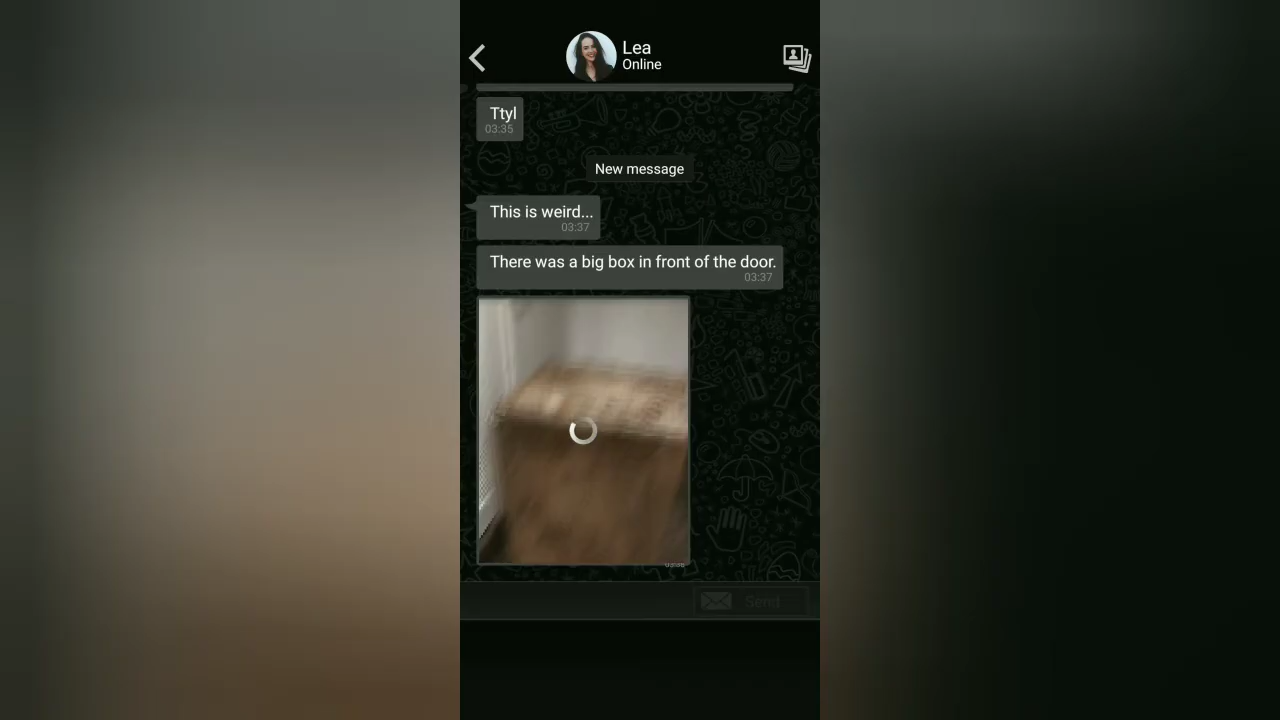 Lea
Online
Ttyl
03:35
New message
This is weird...
03:37
There was a big box in front of the door.
03:37
Send